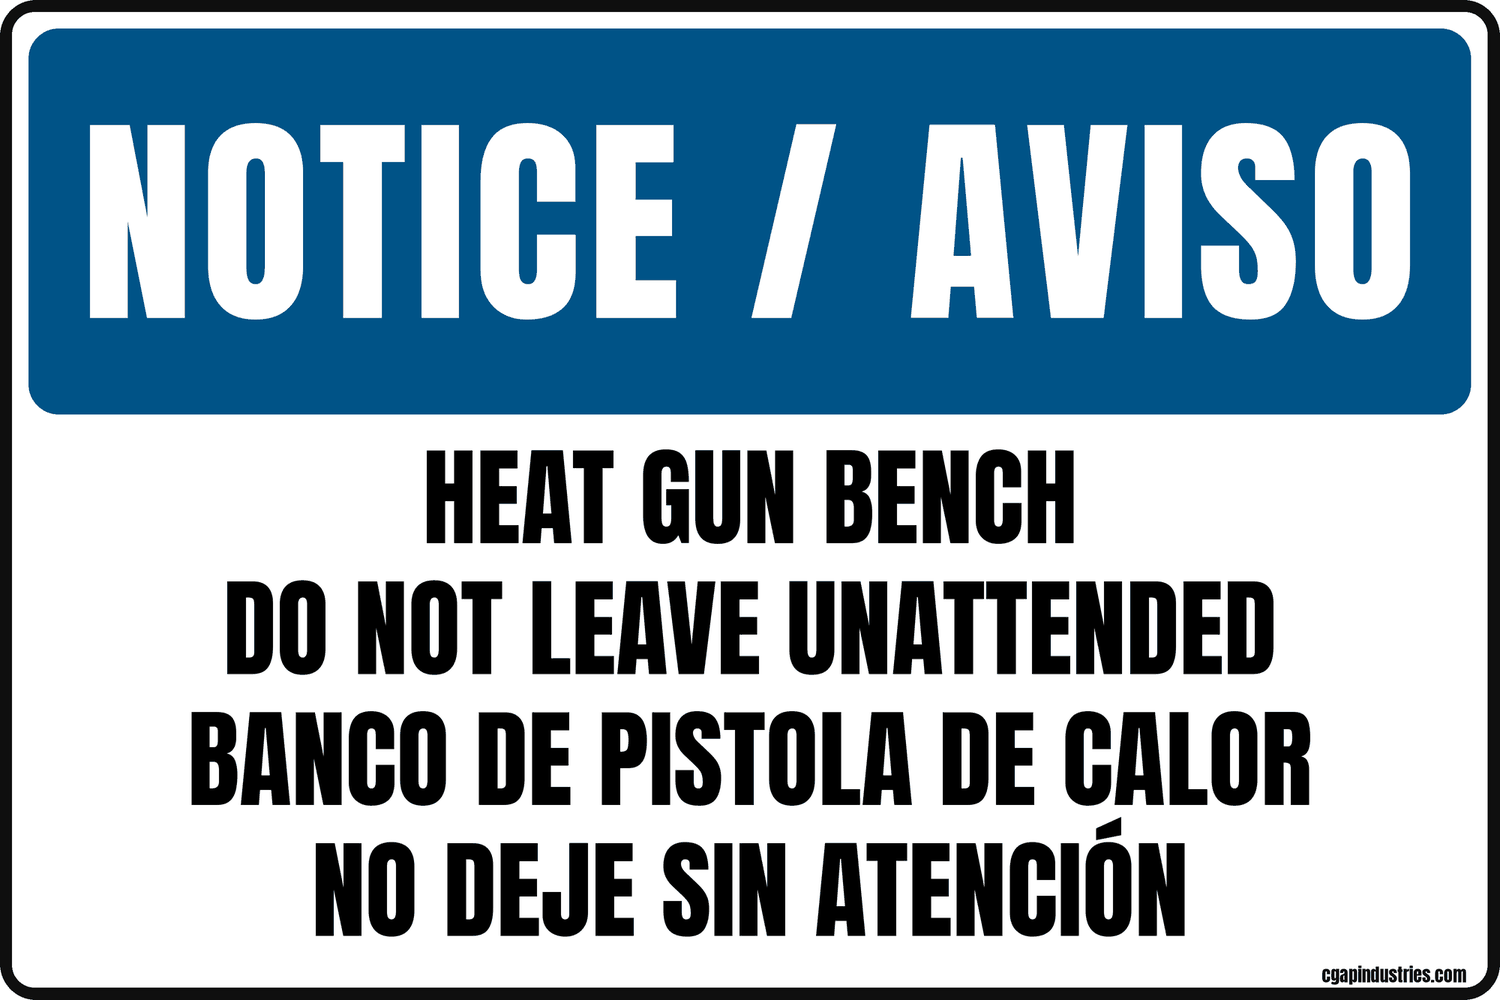 NOTICE / AVISO
HEAT GUN BENCH
DO NOT LEAVE UNATTENDED
BANCO DE PISTOLA DE CALOR
NO DEJE SIN ATENCIÓN
cgapindustries.com